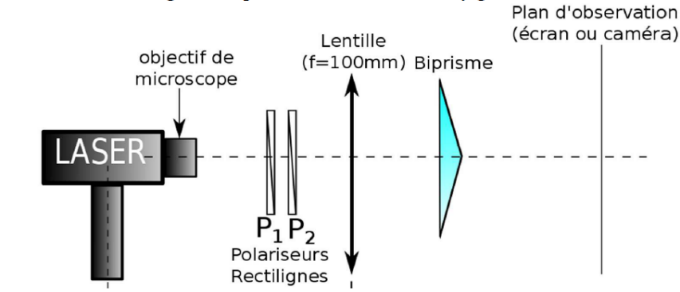 Plan d'observation
(écran ou caméra)
Lentille
(f=100mm)
Biprisme
objectif de
microscope
LASER
P1 P2
Polariseurs
Rectilignes